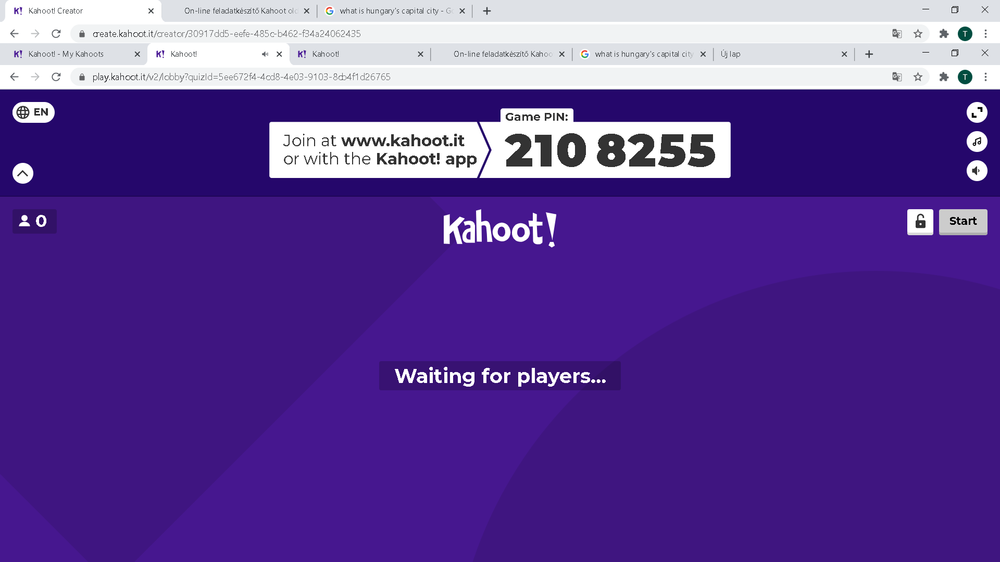 Kahoot! Creator
On-line feladatkészítő Kahoot old
what is hungary's capital city - Go
create.kahoot.it/creator/30917dd5-eefe-485c-b462-f34a24062435
T
Kahoot! - My Kahoots
Kahoot!
Kahoot!
On-line feladatkészítő Kahoo
what is hungary's capital city
Új lap
play.kahoot.it/v2/lobby?quizId=5ee672f4-4cd8-4e03-9103-8cb4f1d26765
T
EN
Game PIN:
Join at www.kahoot.it
or with the Kahoot! app
210 8255
0
Kahoot!
Start
Waiting for players...